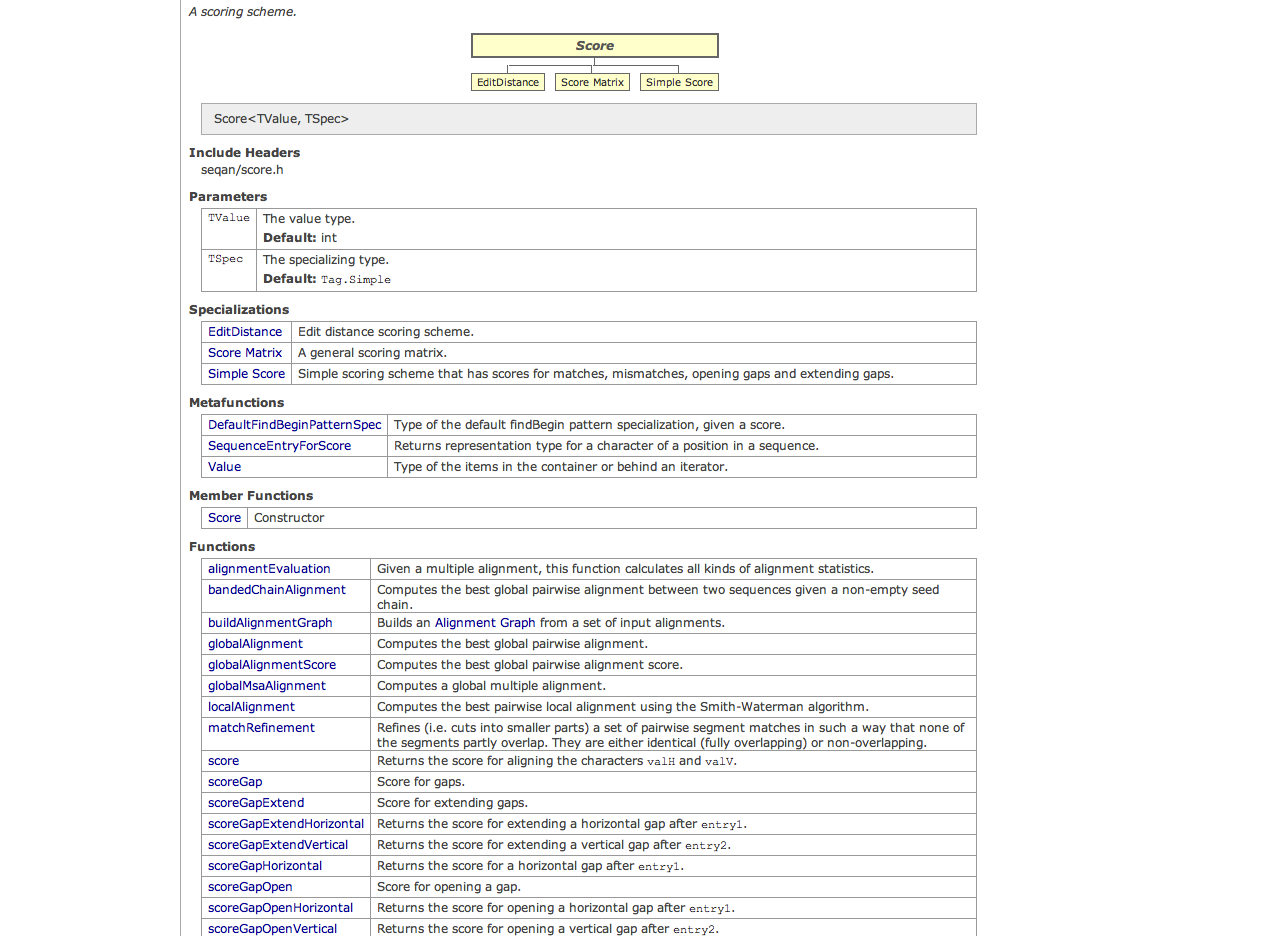 A scoring scheme.
Score
EditDistance Score Matrix Simple Score
Score<TValue, TSpec>
Include Headers
seqan/score.h
Parameters
TValue The value type.
Default: int
TSpec The specializing type.
Default: Tag.Simple
Specializations
EditDistance Edit distance scoring scheme.
Score Matrix A general scoring matrix.
Simple Score Simple scoring scheme that has scores for matches, mismatches, opening gaps and extending gaps.
Metafunctions
DefaultFindBeginPatternSpec Type of the default findBegin pattern specialization, given a score.
SequenceEntryForScore Returns representation type for a character of a position in a sequence.
Value Type of the items in the container or behind an iterator.
Member Functions
Score Constructor
Functions
alignmentEvaluation Given a multiple alignment, this function calculates all kinds of alignment statistics.
bandedChainAlignment Computes the best global pairwise alignment between two sequences given a non-empty seed
chain.
buildAlignmentGraph Builds an Alignment Graph from a set of input alignments.
globalAlignment Computes the best global pairwise alignment.
globalAlignmentScore Computes the best global pairwise alignment score.
globalMsaAlignment Computes a global multiple alignment.
localAlignment Computes the best pairwise local alignment using the Smith-Waterman algorithm.
matchRefinement Refines (i.e. cuts into smaller parts) a set of pairwise segment matches in such a way that none of
the segments partly overlap. They are either identical (fully overlapping) or non-overlapping.
score Returns the score for aligning the characters valH and valV.
scoreGap Score for gaps.
scoreGapExtend Score for extending gaps.
scoreGapExtendHorizontal Returns the score for extending a horizontal gap after entry1.
scoreGapExtendVertical Returns the score for extending a vertical gap after entry2.
scoreGapHorizontal Returns the score for a horizontal gap after entry1.
scoreGapOpen Score for opening a gap.
scoreGapOpenHorizontal Returns the score for opening a horizontal gap after entry1.
scoreGapOpenVertical Returns the score for opening a vertical gap after entry2.